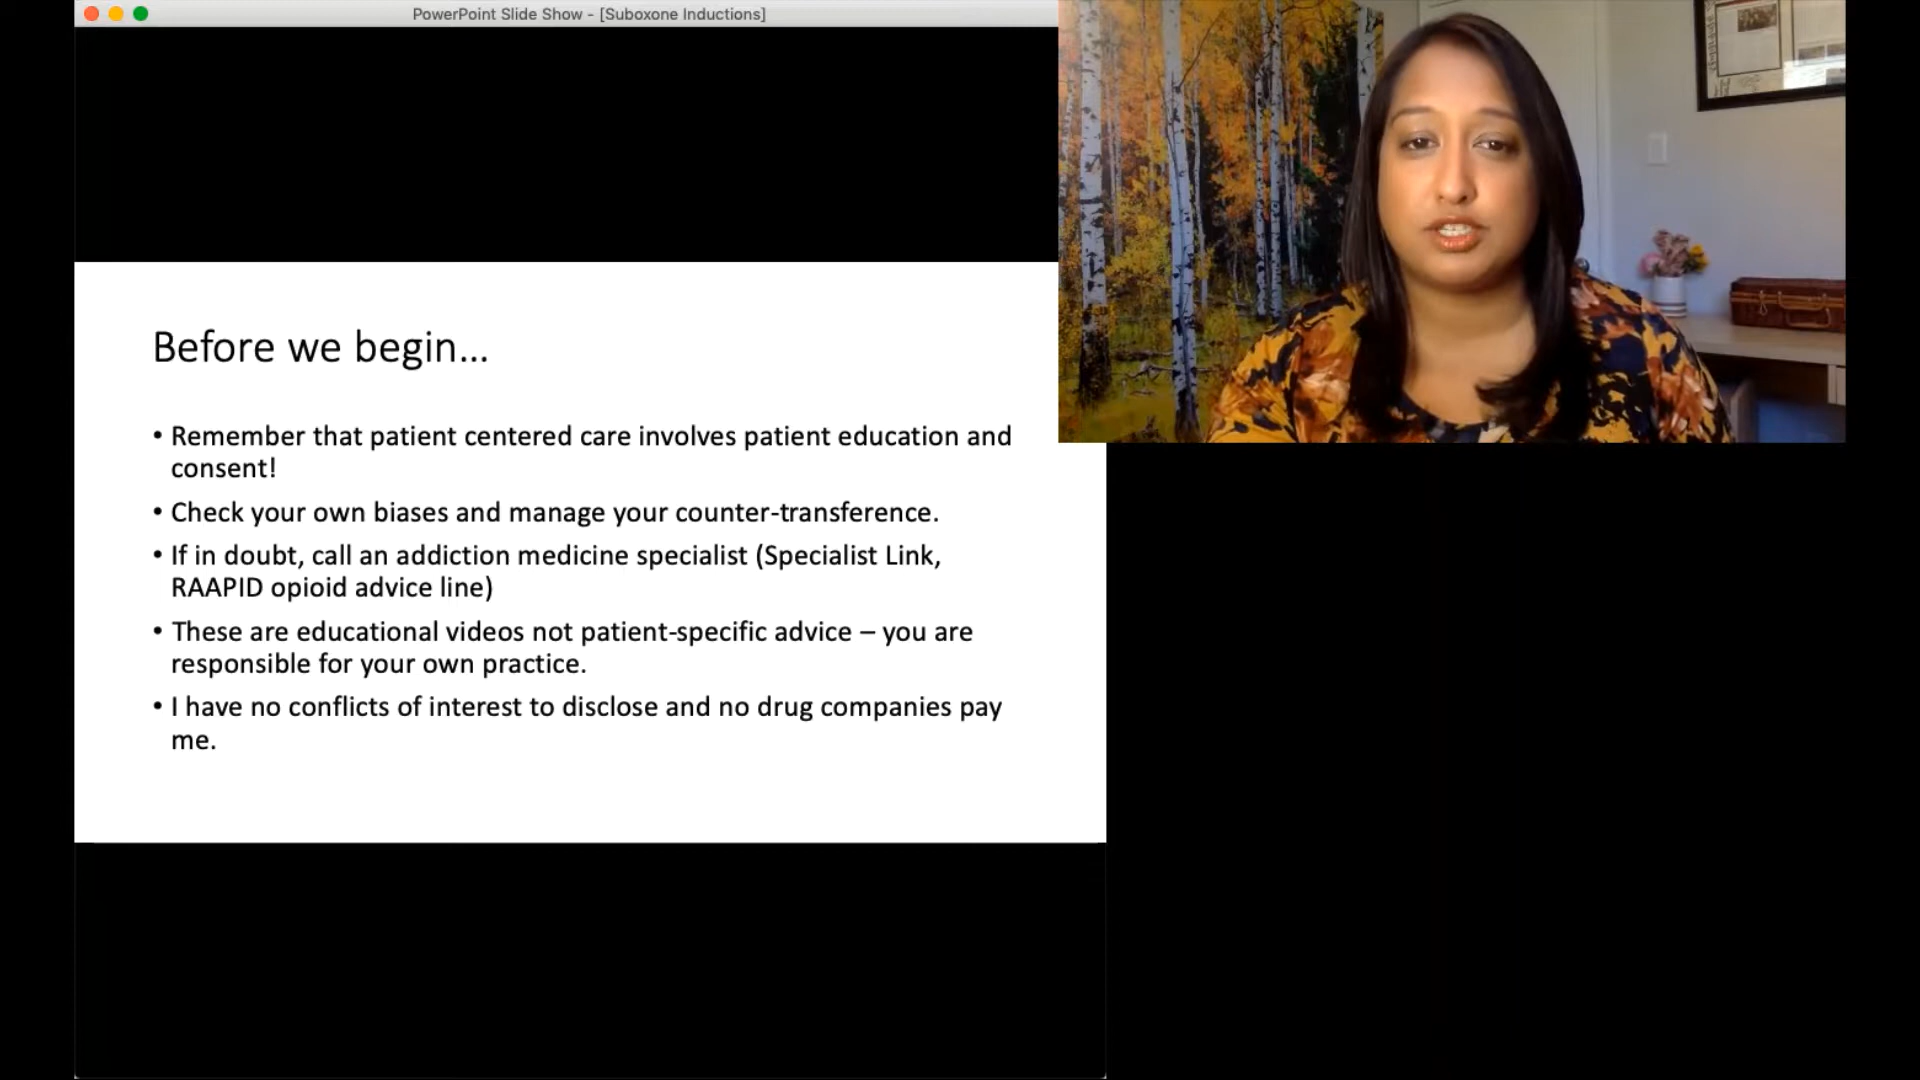 PowerPoint Slide Show - [Suboxone Inductions]
Before we begin...
• Remember that patient centered care involves patient education and
consent!
• Check your own biases and manage your counter-transference.
• If in doubt, call an addiction medicine specialist (Specialist Link,
RAAPID opioid advice line)
• These are educational videos not patient-specific advice – you are
responsible for your own practice.
• I have no conflicts of interest to disclose and no drug companies pay
me.